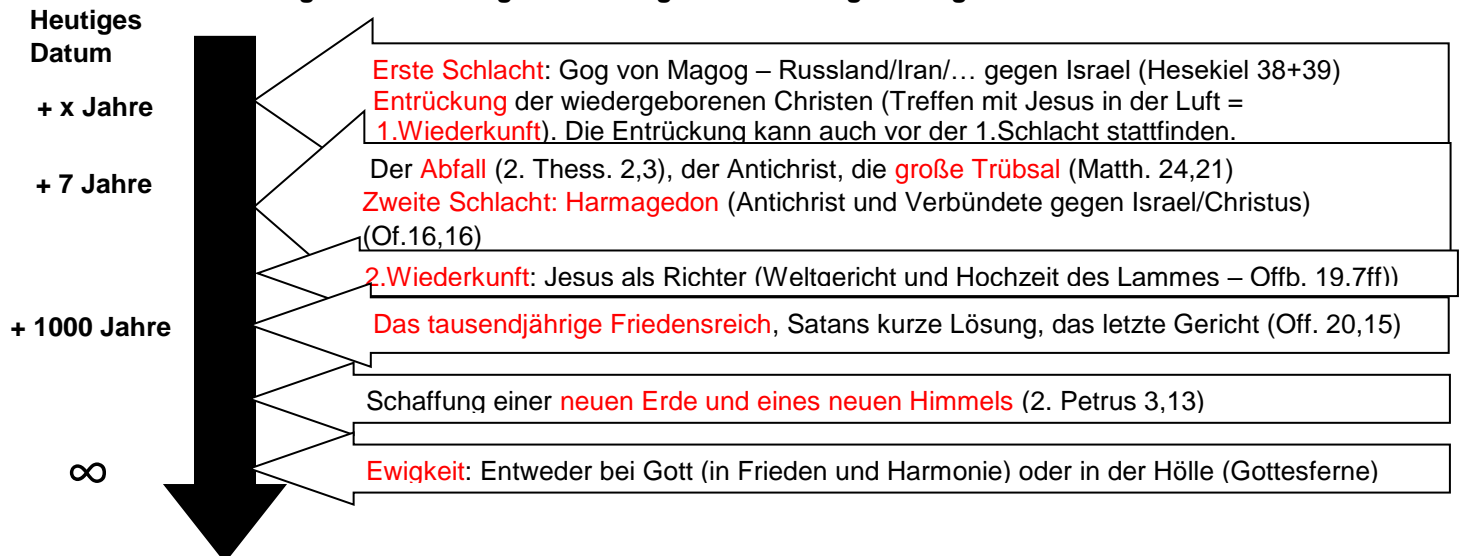 Heutiges
Datum
Erste Schlacht: Gog von Magog – Russland/Iran/… gegen Israel (Hesekiel 38+39)
+ x Jahre
Entrückung der wiedergeborenen Christen (Treffen mit Jesus in der Luft =
1.Wiederkunft). Die Entrückung kann auch vor der 1.Schlacht stattfinden.
Der Abfall (2. Thess. 2,3), der Antichrist, die große Trübsal (Matth. 24,21)
+ 7 Jahre
Zweite Schlacht: Harmagedon (Antichrist und Verbündete gegen Israel/Christus)
(Of.16,16)
2.Wiederkunft: Jesus als Richter (Weltgericht und Hochzeit des Lammes – Offb. 19.7ff))
+ 1000 Jahre
Das tausendjährige Friedensreich, Satans kurze Lösung, das letzte Gericht (Off. 20,15)
Schaffung einer neuen Erde und eines neuen Himmels (2. Petrus 3,13)
∞
Ewigkeit: Entweder bei Gott (in Frieden und Harmonie) oder in der Hölle (Gottesferne)